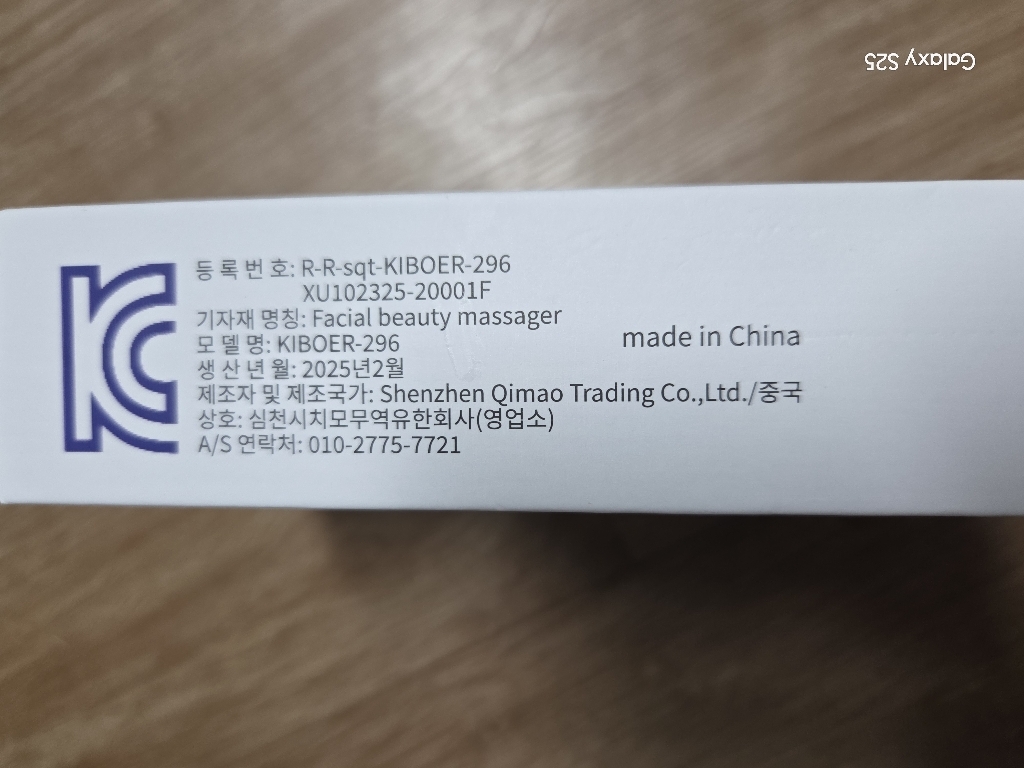 Galaxy S25
KC
등록번호: R-R-sqt-KIBOER-296
XU102325-20001F
기자재 명칭: Facial beauty massager
모델명: KIBOER-296
made in China
생산년월: 2025년2월
제조자 및 제조국가: Shenzhen Qimao Trading Co.,Ltd./중국
상호: 심천시치모무역유한회사(영업소)
A/S 연락처: 010-2775-7721